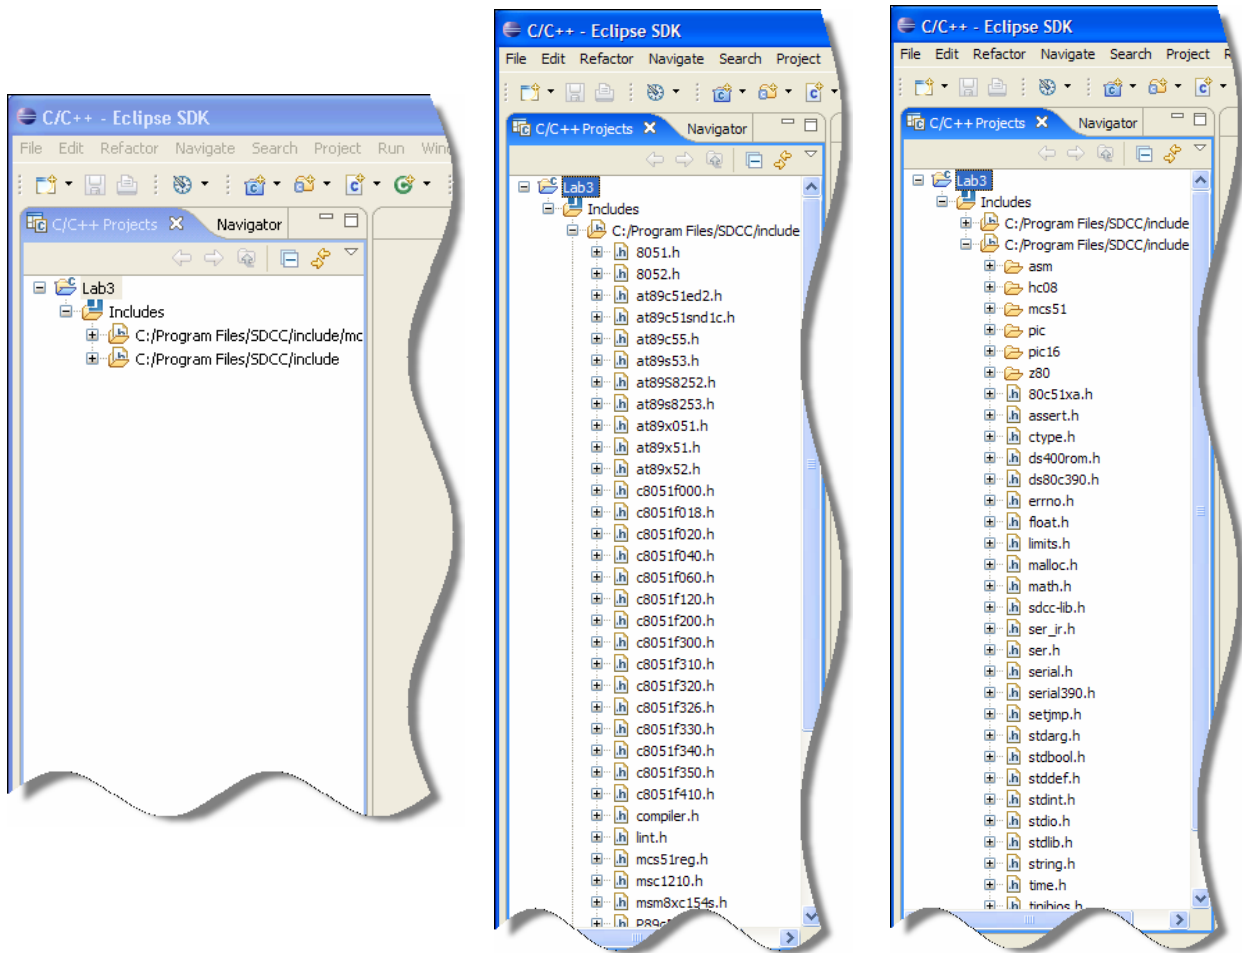 C/C++ - Eclipse SDK
File Edit Refactor Navigate Search Project Run Wind
C/C++ Projects Navigator
Lab3
Includes
C:/Program Files/SDCC/include/mc
C:/Program Files/SDCC/include
C/C++ - Eclipse SDK
File Edit Refactor Navigate Search Project
C/C++ Projects Navigator
Lab3
Includes
C:/Program Files/SDCC/include
8051.h
8052.h
at89c51ed2.h
at89c51snd1c.h
at89c55.h
at89s53.h
at89S8252.h
at89s8253.h
at89x051.h
at89x51.h
at89x52.h
c8051f000.h
c8051f018.h
c8051f020.h
c8051f040.h
c8051f060.h
c8051f120.h
c8051f200.h
c8051f300.h
c8051f310.h
c8051f320.h
c8051f326.h
c8051f330.h
c8051f340.h
c8051f350.h
c8051f410.h
compiler.h
lint.h
mcs51reg.h
msc1210.h
msm8xc154s.h
C/C++ - Eclipse SDK
File Edit Refactor Navigate Search Project R
C/C++ Projects Navigator
Lab3
Includes
C:/Program Files/SDCC/include
C:/Program Files/SDCC/include
asm
hc08
mcs51
pic
pic16
z80
80c51xa.h
assert.h
ctype.h
ds400rom.h
ds80c390.h
errno.h
float.h
limits.h
malloc.h
math.h
sdcc-lib.h
ser_ir.h
ser.h
serial.h
serial390.h
setjmp.h
stdarg.h
stdbool.h
stddef.h
stdint.h
stdio.h
stdlib.h
string.h
time.h
tinibios.h